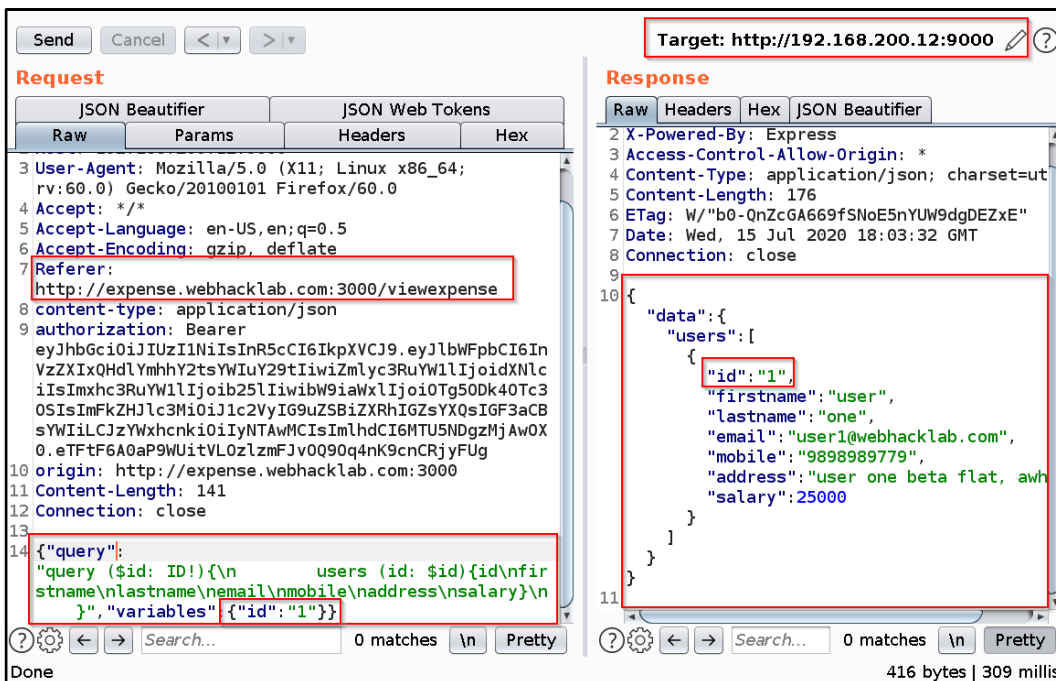 Send Cancel < > Target: http://192.168.200.12:9000 ?
Request
JSON Beautifier JSON Web Tokens
Raw Params Headers Hex
3 User-Agent: Mozilla/5.0 (X11; Linux x86_64;
rv:60.0) Gecko/20100101 Firefox/60.0
4 Accept: */*
5 Accept-Language: en-US,en;q=0.5
6 Accept-Encoding: gzip, deflate
7 Referer:
http://expense.webhacklab.com:3000/viewexpense
8 content-type: application/json
9 authorization: Bearer
eyJhbGciOiJIUzI1NiIsInR5cCI6IkpXVCJ9.eyJlbWFpbCI6In
VzZXIxQHdlYmhhY2tsYWIuY29tIiwiZmlyc3RuYW1lIjoidXNlc
iIsImxhc3RuYW1lIjoib25lIiwibW9iaWxlIjoiOTg5ODk4OTc3
OSIsImFkZHJlc3MiOiJ1c2VyIG9uZSBiZXRhIGZsYXQsIGF3aCB
sYWIiLCJzYWxhcnkiOiIyNTAwMCIsImlhdCI6MTU5NDgzMjAwOX
0.eTFtF6A0aP9WUitVLOzlzmFJvOQ9Oq4nK9cnCRjyFUg
10 origin: http://expense.webhacklab.com:3000
11 Content-Length: 141
12 Connection: close
13
14 {"query":
"query ($id: ID!){\n users (id: $id){id\nfir
stname\nlastname\nemail\nmobile\naddress\nsalary}\n
}","variables":{"id":"1"}}
? Search... 0 matches \n Pretty
Done
Response
Raw Headers Hex JSON Beautifier
2 X-Powered-By: Express
3 Access-Control-Allow-Origin: *
4 Content-Type: application/json; charset=ut
5 Content-Length: 176
6 ETag: W/"b0-QnZcGA669fSNoE5nYUW9dgDEZxE"
7 Date: Wed, 15 Jul 2020 18:03:32 GMT
8 Connection: close
9
10 {
"data":{
"users":[
{
"id":"1",
"firstname":"user",
"lastname":"one",
"email":"user1@webhacklab.com",
"mobile":"9898989779",
"address":"user one beta flat, awh
"salary":25000
}
]
}
}
11
? Search... 0 matches \n Pretty
416 bytes | 309 millis